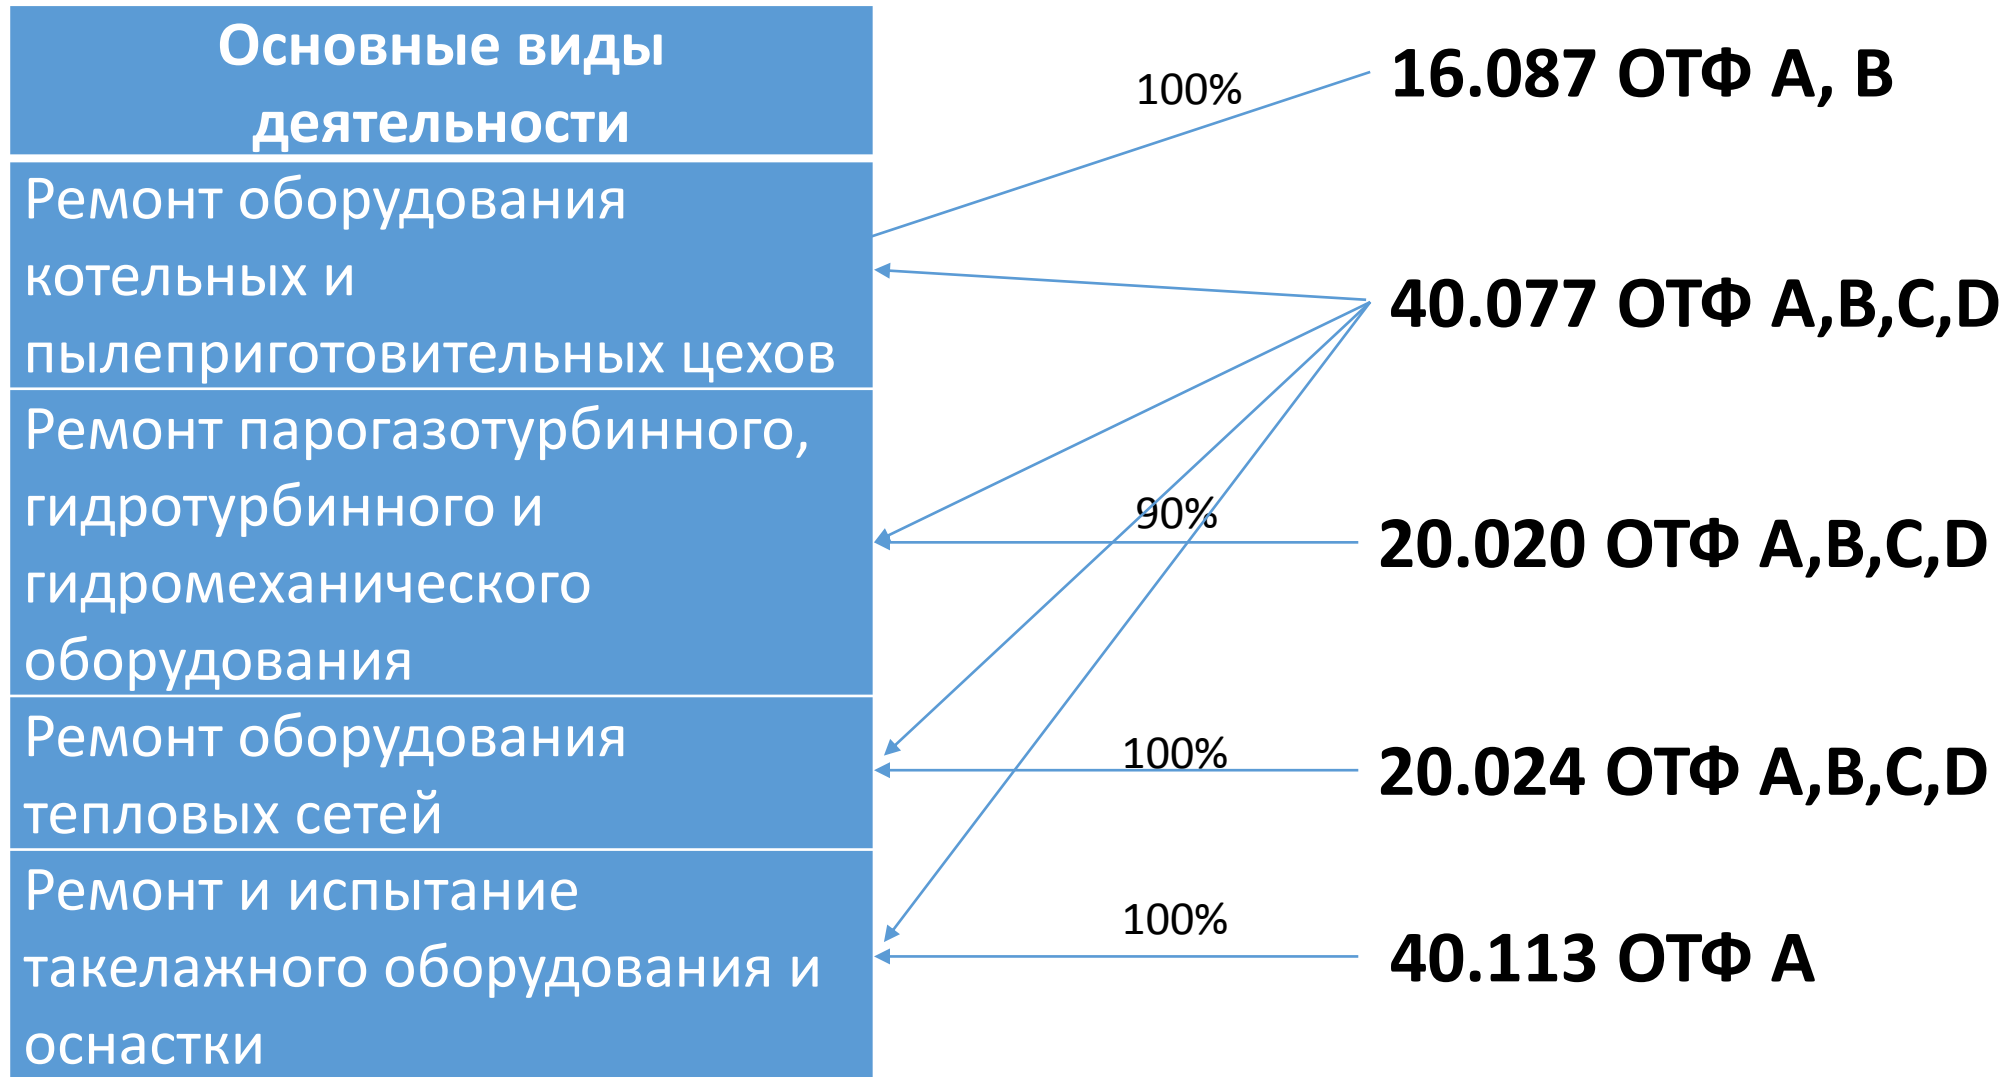 Основные виды
деятельности
Ремонт оборудования
котельных и
пылеприготовительных цехов
Ремонт парогазотурбинного,
гидротурбинного и
гидромеханического
оборудования
Ремонт оборудования
тепловых сетей
Ремонт и испытание
такелажного оборудования и
оснастки
100%
90%
100%
100%
16.087 ОТФ А, В
40.077 ОТФ A,B,C,D
20.020 ОТФ A,B,C,D
20.024 ОТФ A,B,C,D
40.113 ОТФ А